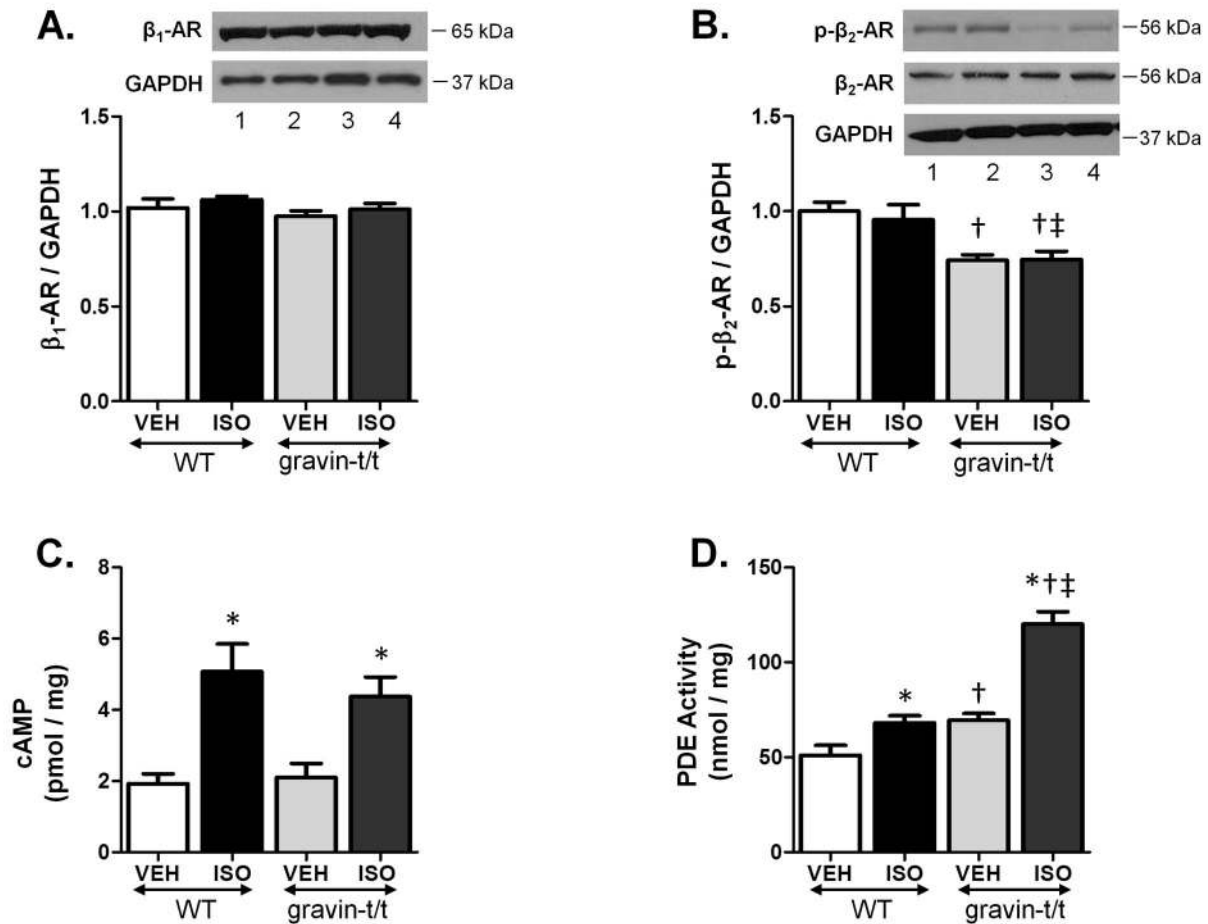 A.
β₁-AR
65 kDa
GAPDH
37 kDa
1 2 3 4
β₁-AR / GAPDH
1.5
1.0
0.5
0.0
VEH ISO VEH ISO
WT gravin-t/t
B.
p-β₂-AR
56 kDa
β₂-AR
56 kDa
GAPDH
37 kDa
1 2 3 4
p-β₂-AR / GAPDH
1.5
1.0
0.5
0.0
† †‡
VEH ISO VEH ISO
WT gravin-t/t
C.
cAMP
(pmol / mg)
8
6
4
2
0
* *
VEH ISO VEH ISO
WT gravin-t/t
D.
PDE Activity
(nmol / mg)
150
100
50
0
* † *†‡
VEH ISO VEH ISO
WT gravin-t/t